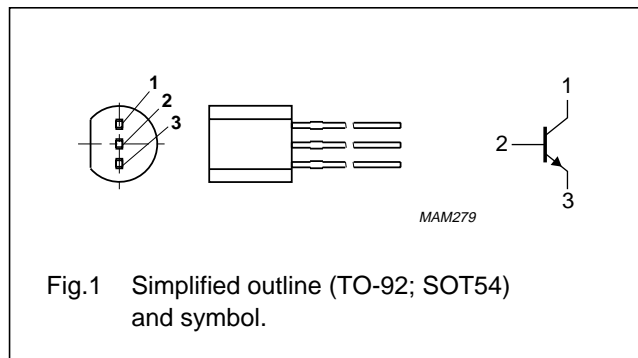 1
2
3
1
2
3
MAM279
Fig.1 Simplified outline (TO-92; SOT54)
and symbol.